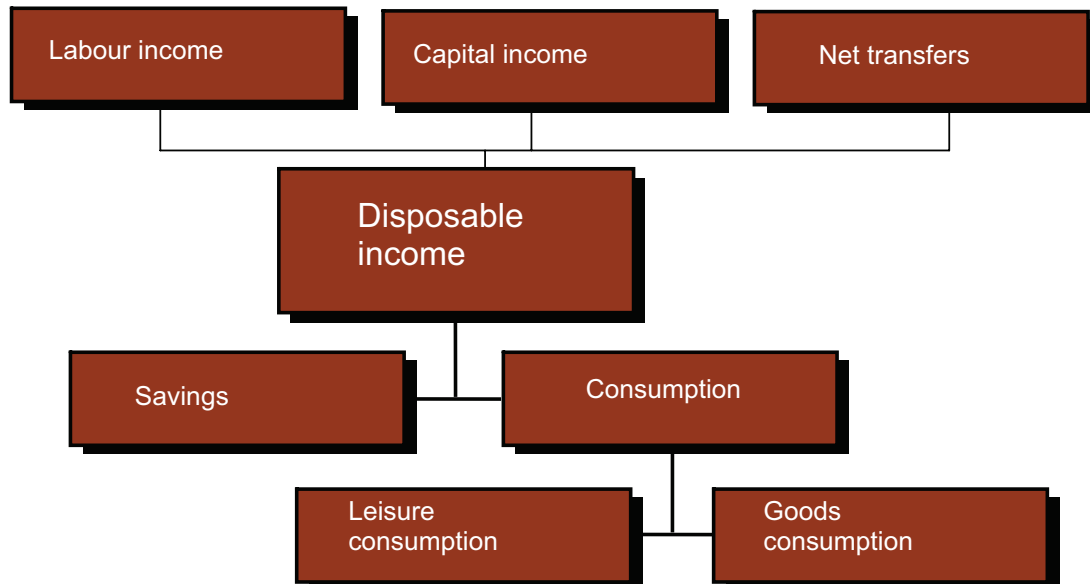 Labour income
Capital income
Net transfers
Disposable
income
Savings
Consumption
Leisure
consumption
Goods
consumption